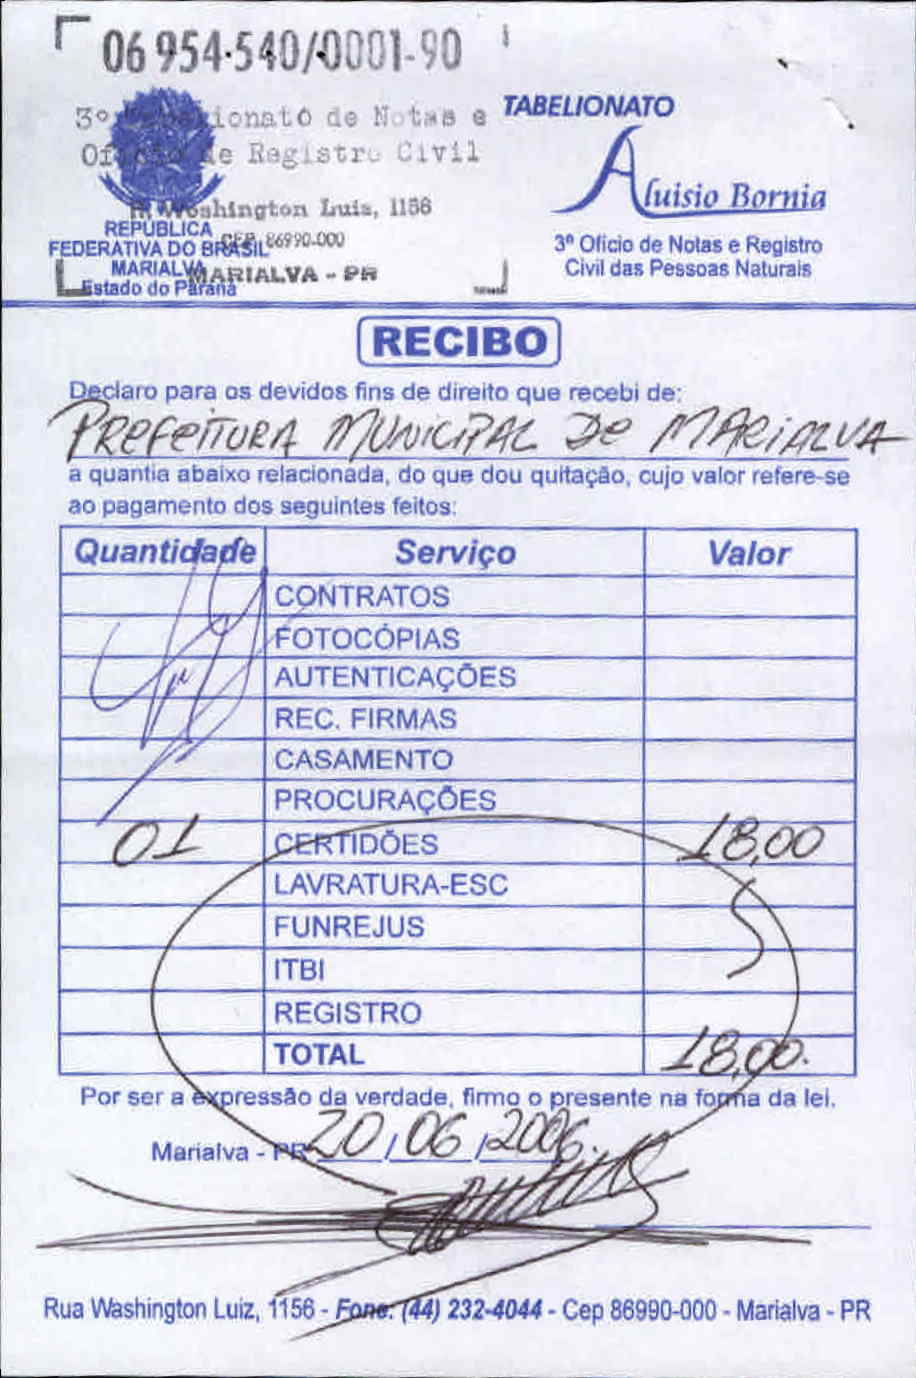 06 954.540/0001-90
3º Tabelionato de Notas e
Ofício de Registro Civil
R. Washington Luis, 1156
CEP 86990.000
MARIALVA - PR
REPÚBLICA
FEDERATIVA DO BRASIL
MARIALVA
Estado do Paraná
TABELIONATO
Aluisio Bornia
3º Ofício de Notas e Registro
Civil das Pessoas Naturais
RECIBO
Declaro para os devidos fins de direito que recebi de:
PREFEITURA MUNICIPAL DE MARIALVA
a quantia abaixo relacionada, do que dou quitação, cujo valor refere-se
ao pagamento dos seguintes feitos:
Quantidade Serviço Valor
CONTRATOS
FOTOCÓPIAS
AUTENTICAÇÕES
REC. FIRMAS
CASAMENTO
PROCURAÇÕES
01 CERTIDÕES 18,00
LAVRATURA-ESC
FUNREJUS
ITBI
REGISTRO
TOTAL 18,00.
Por ser a expressão da verdade, firmo o presente na forma da lei.
Marialva - PR 20 / 06 / 2006.
Rua Washington Luiz, 1156 - Fone: (44) 232-4044 - Cep 86990-000 - Marialva - PR